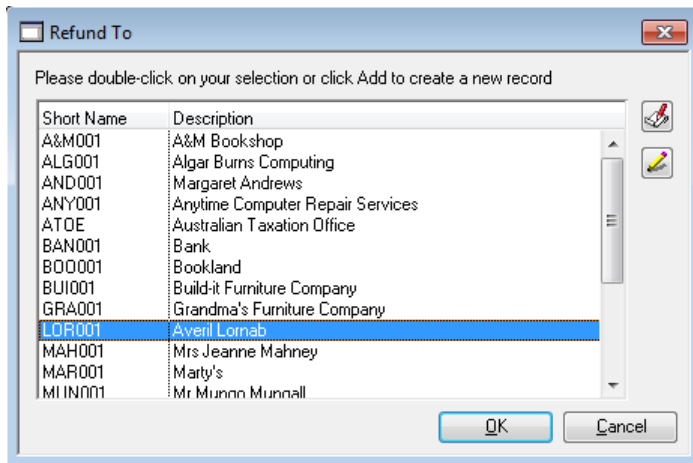 Refund To
Please double-click on your selection or click Add to create a new record
Short Name Description
A&M001 A&M Bookshop
ALG001 Algar Burns Computing
AND001 Margaret Andrews
ANY001 Anytime Computer Repair Services
ATOE Australian Taxation Office
BAN001 Bank
BOO001 Bookland
BUI001 Build-it Furniture Company
GRA001 Grandma's Furniture Company
LOR001 Averil Lornab
MAH001 Mrs Jeanne Mahney
MAR001 Marty's
MUN001 Mr Mungo Mungall
OK Cancel